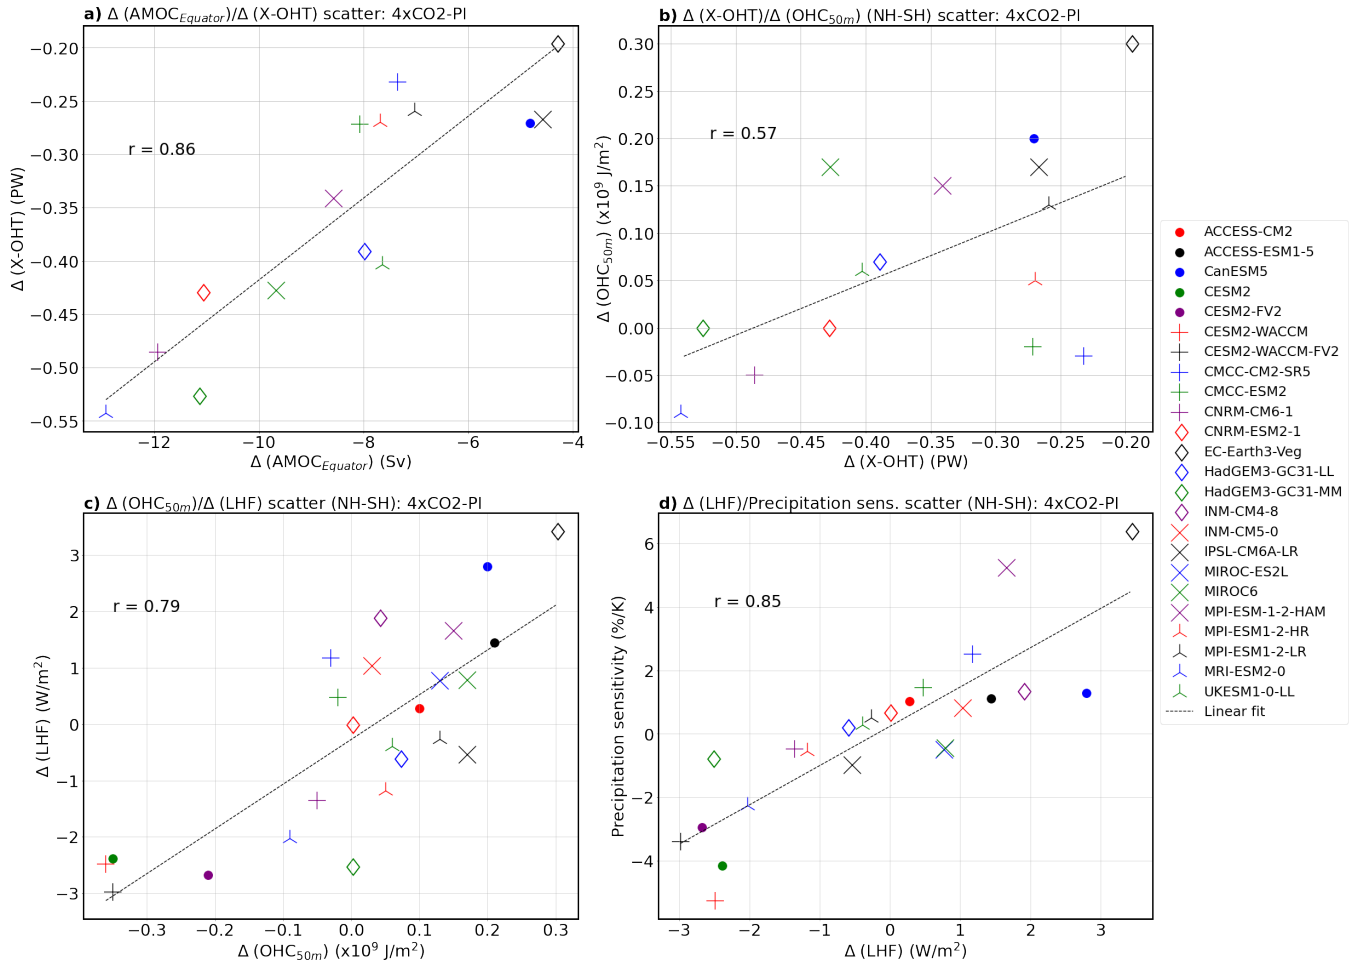 a) Δ (AMOC_Equator)/Δ (X-OHT) scatter: 4xCO2-PI
−0.20
−0.25
−0.30
−0.35
−0.40
−0.45
−0.50
−0.55
Δ (X-OHT) (PW)
r = 0.86
−12
−10
−8
−6
−4
Δ (AMOC_Equator) (Sv)
b) Δ (X-OHT)/Δ (OHC_50m) (NH-SH) scatter: 4xCO2-PI
0.30
0.25
0.20
0.15
0.10
0.05
0.00
−0.05
−0.10
Δ (OHC_50m) (x10^9 J/m^2)
r = 0.57
−0.55
−0.50
−0.45
−0.40
−0.35
−0.30
−0.25
−0.20
Δ (X-OHT) (PW)
c) Δ (OHC_50m)/Δ (LHF) scatter (NH-SH): 4xCO2-PI
3
2
1
0
−1
−2
−3
Δ (LHF) (W/m^2)
r = 0.79
−0.3
−0.2
−0.1
0.0
0.1
0.2
0.3
Δ (OHC_50m) (x10^9 J/m^2)
d) Δ (LHF)/Precipitation sens. scatter (NH-SH): 4xCO2-PI
6
4
2
0
−2
−4
Precipitation sensitivity (%/K)
r = 0.85
−3
−2
−1
0
1
2
3
Δ (LHF) (W/m^2)
ACCESS-CM2
ACCESS-ESM1-5
CanESM5
CESM2
CESM2-FV2
CESM2-WACCM
CESM2-WACCM-FV2
CMCC-CM2-SR5
CMCC-ESM2
CNRM-CM6-1
CNRM-ESM2-1
EC-Earth3-Veg
HadGEM3-GC31-LL
HadGEM3-GC31-MM
INM-CM4-8
INM-CM5-0
IPSL-CM6A-LR
MIROC-ES2L
MIROC6
MPI-ESM-1-2-HAM
MPI-ESM1-2-HR
MPI-ESM1-2-LR
MRI-ESM2-0
UKESM1-0-LL
Linear fit